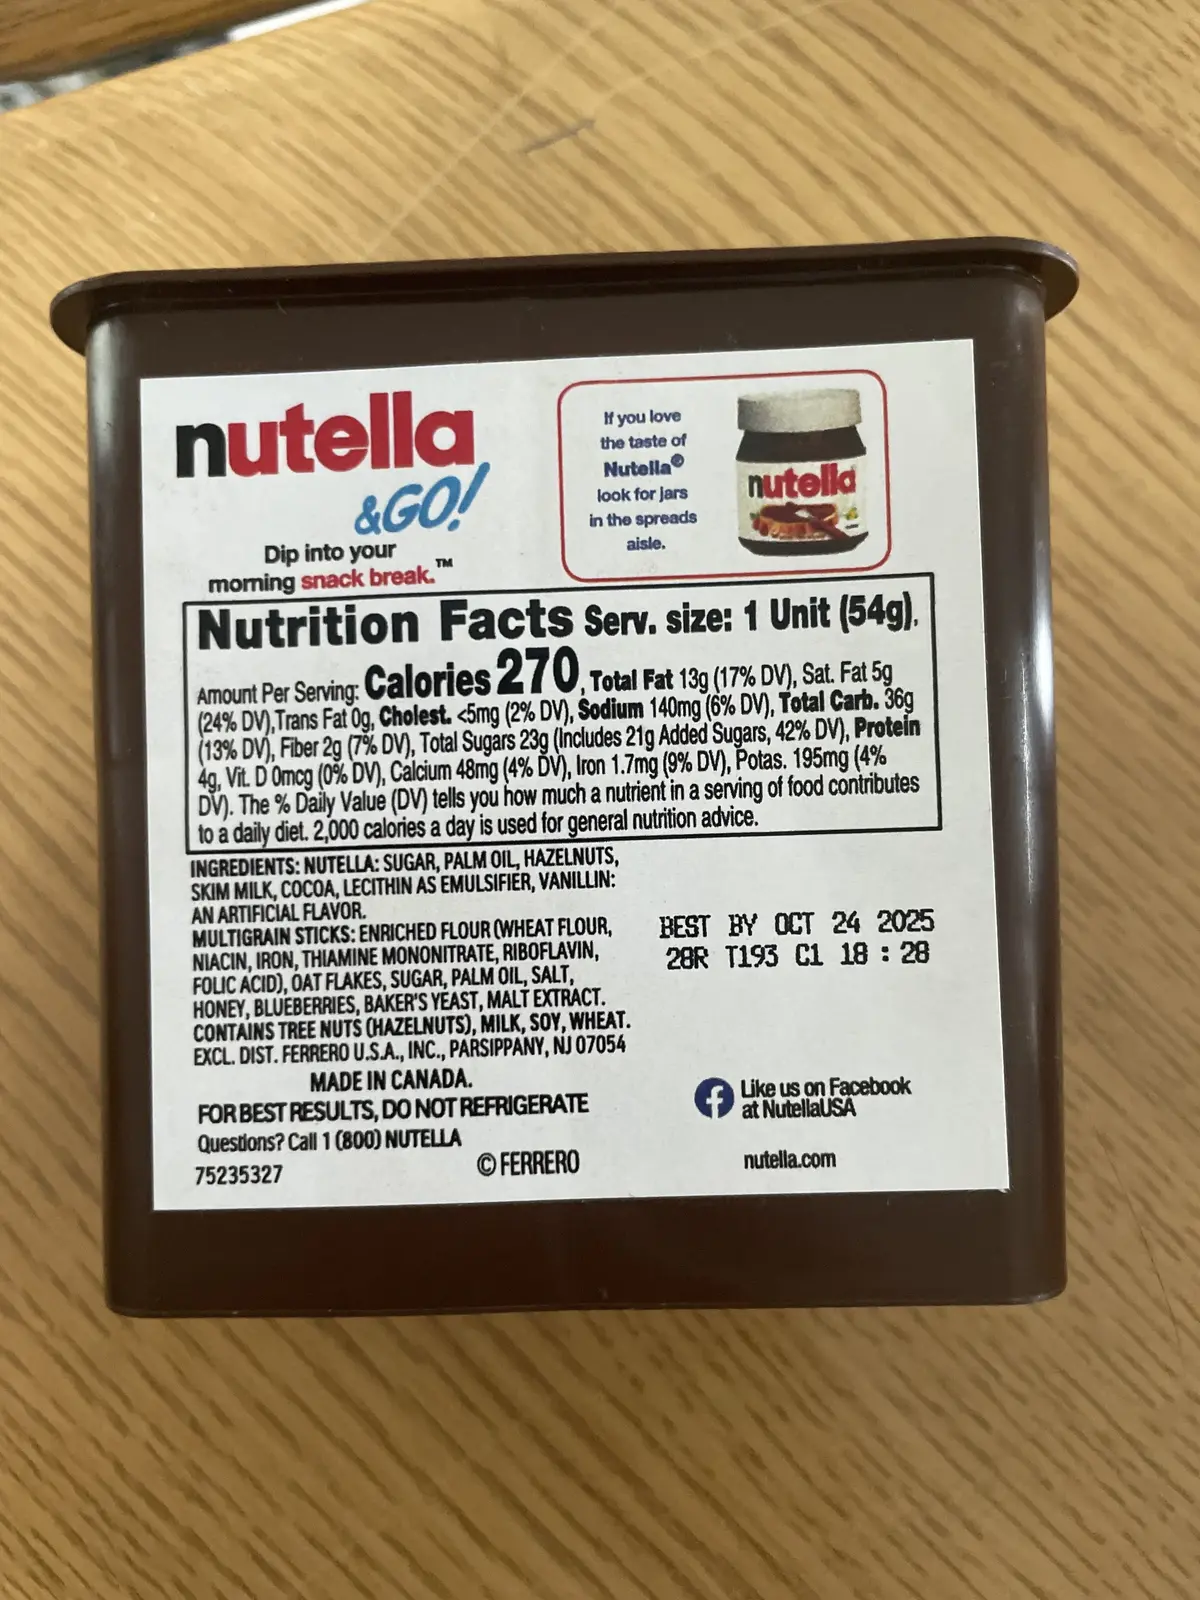 nutella
&GO!
Dip into your
morning snack break.™
If you love
the taste of
Nutella®
look for jars
in the spreads
aisle.
nutella
Nutrition Facts Serv. size: 1 Unit (54g),
Amount Per Serving: Calories 270, Total Fat 13g (17% DV), Sat. Fat 5g
(24% DV), Trans Fat 0g, Cholest. <5mg (2% DV), Sodium 140mg (6% DV), Total Carb. 36g
(13% DV), Fiber 2g (7% DV), Total Sugars 23g (Includes 21g Added Sugars, 42% DV), Protein
4g, Vit. D 0mcg (0% DV), Calcium 48mg (4% DV), Iron 1.7mg (9% DV), Potas. 195mg (4%
DV). The % Daily Value (DV) tells you how much a nutrient in a serving of food contributes
to a daily diet. 2,000 calories a day is used for general nutrition advice.
INGREDIENTS: NUTELLA: SUGAR, PALM OIL, HAZELNUTS,
SKIM MILK, COCOA, LECITHIN AS EMULSIFIER, VANILLIN:
AN ARTIFICIAL FLAVOR.
MULTIGRAIN STICKS: ENRICHED FLOUR (WHEAT FLOUR,
NIACIN, IRON, THIAMINE MONONITRATE, RIBOFLAVIN,
FOLIC ACID), OAT FLAKES, SUGAR, PALM OIL, SALT,
HONEY, BLUEBERRIES, BAKER'S YEAST, MALT EXTRACT.
CONTAINS TREE NUTS (HAZELNUTS), MILK, SOY, WHEAT.
EXCL. DIST. FERRERO U.S.A., INC., PARSIPPANY, NJ 07054
MADE IN CANADA.
FOR BEST RESULTS, DO NOT REFRIGERATE
Questions? Call 1 (800) NUTELLA
75235327
© FERRERO
BEST BY OCT 24 2025
28R T193 C1 18 : 28
f Like us on Facebook
at NutellaUSA
nutella.com